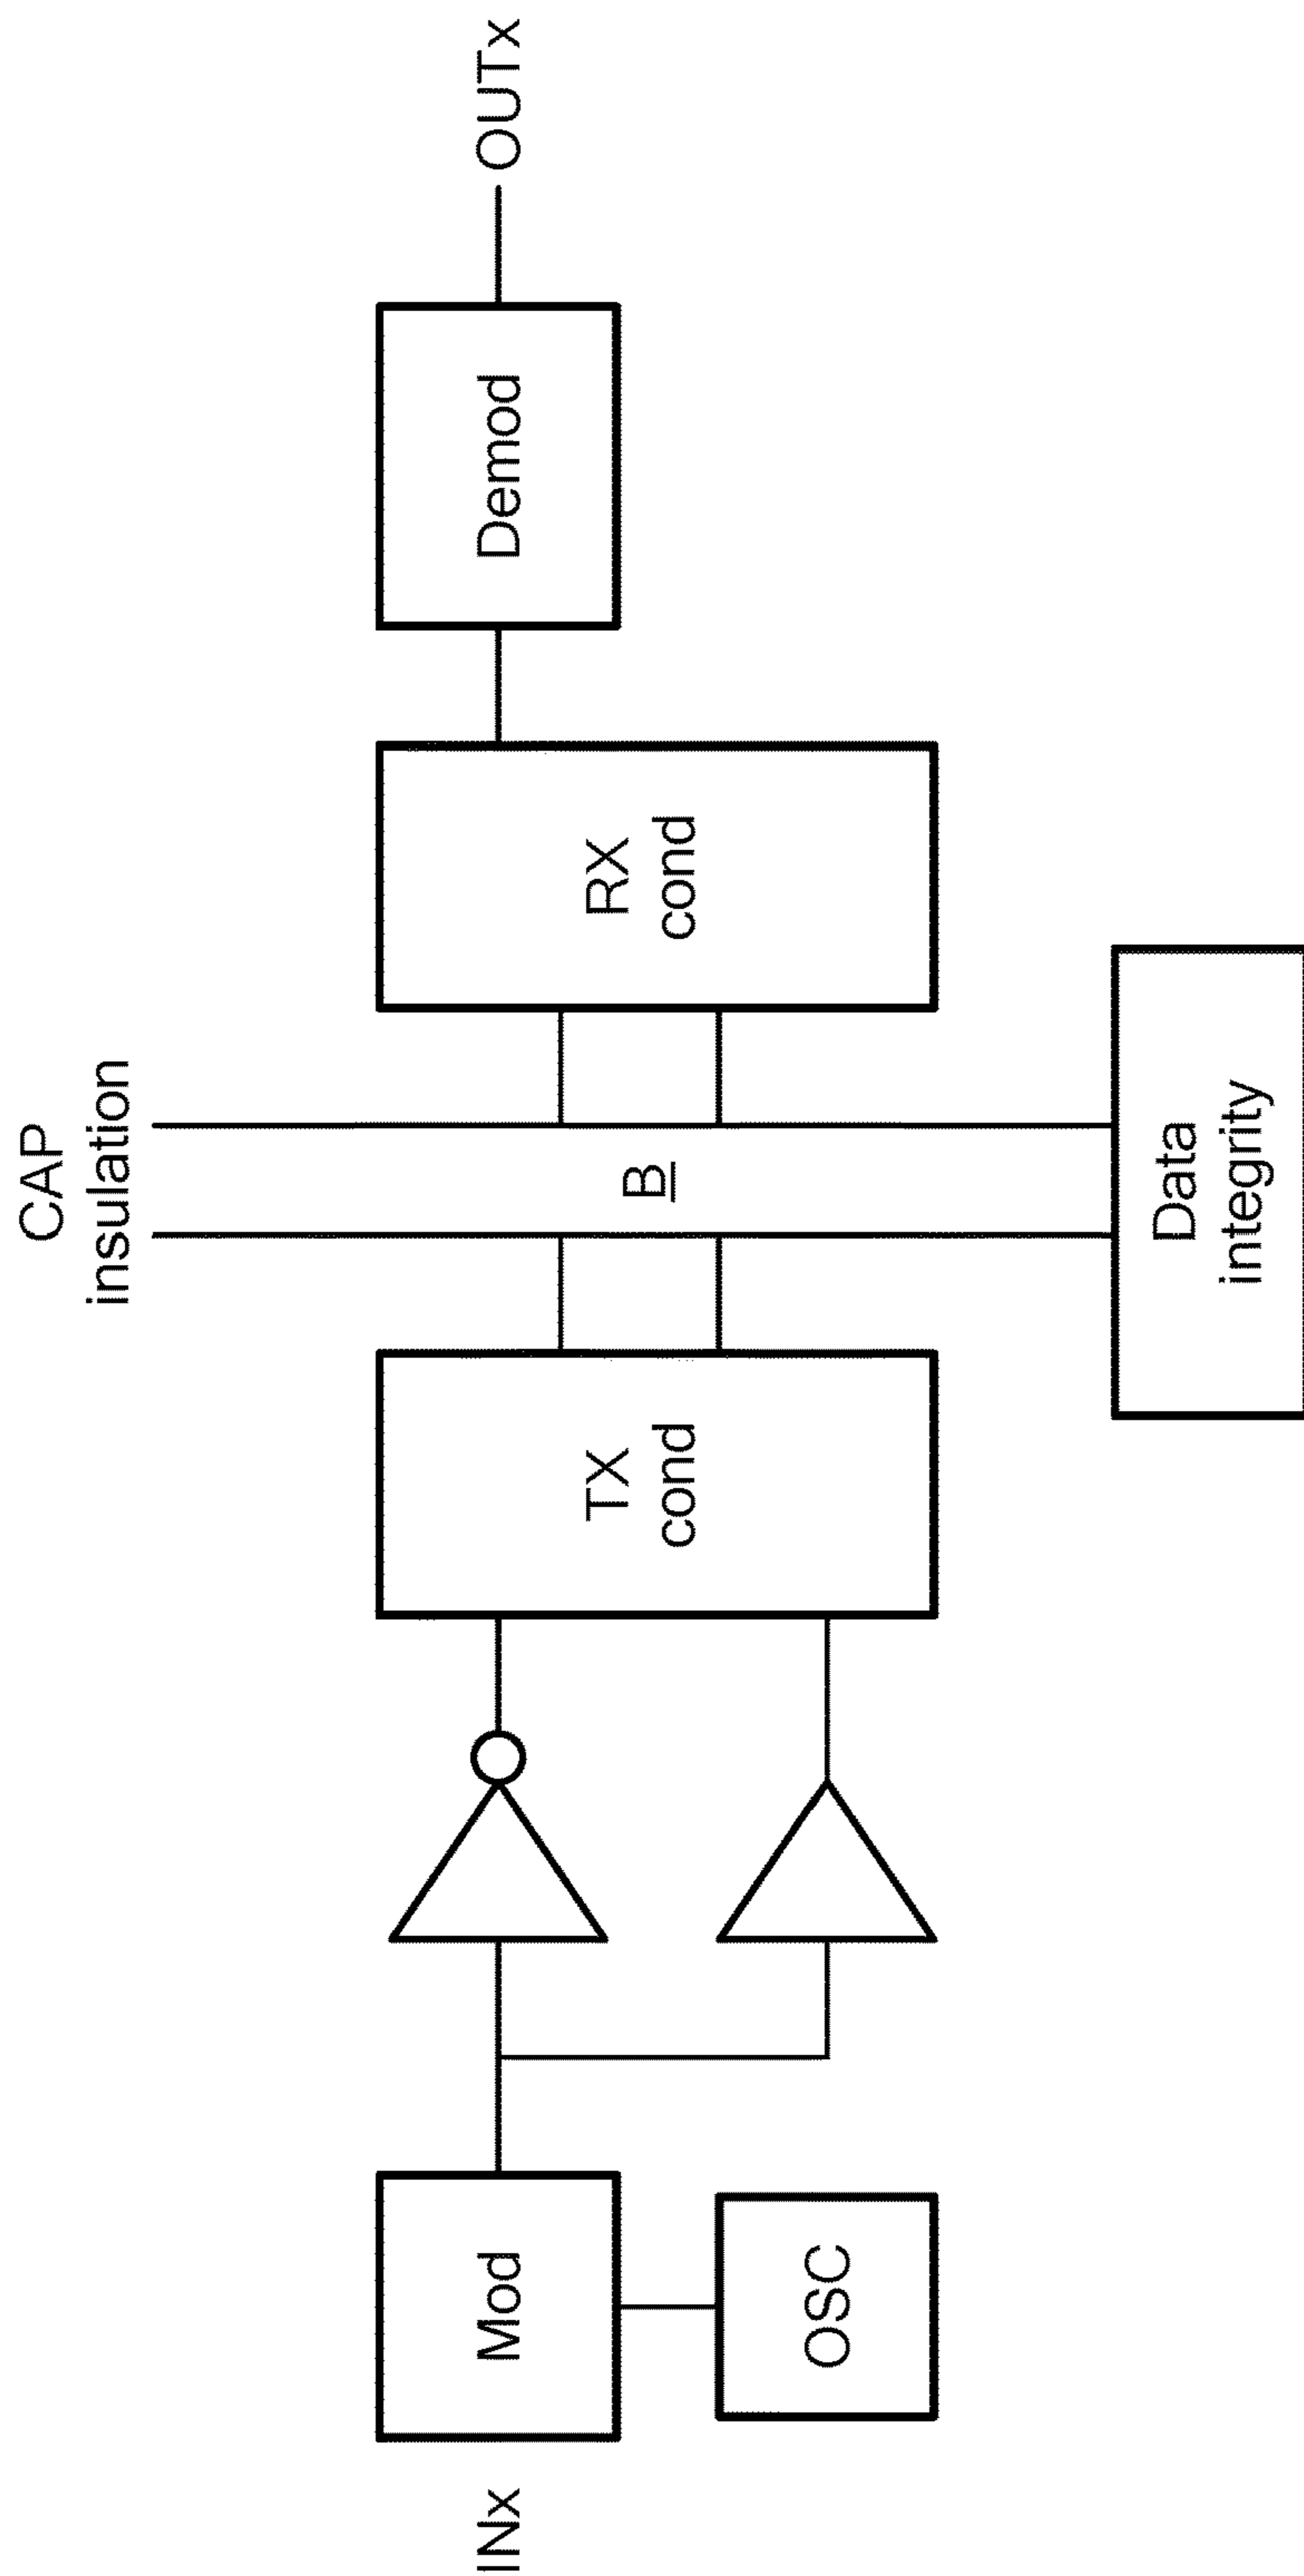 CAP
insulation
INx
Mod
OSC
TX
cond
B
RX
cond
Demod
OUTx
Data
integrity